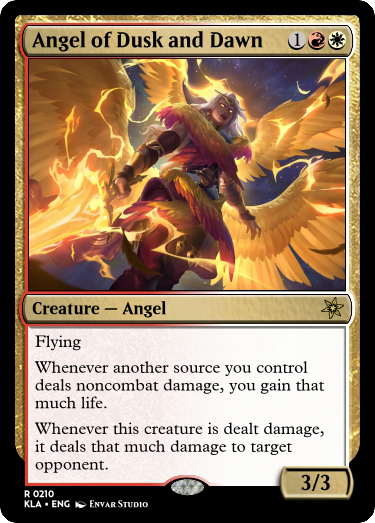 Angel of Dusk and Dawn 1
Creature — Angel
Flying
Whenever another source you control
deals noncombat damage, you gain that
much life.
Whenever this creature is dealt damage,
it deals that much damage to target
opponent.
3/3
R 0210
KLA • ENG Envar Studio